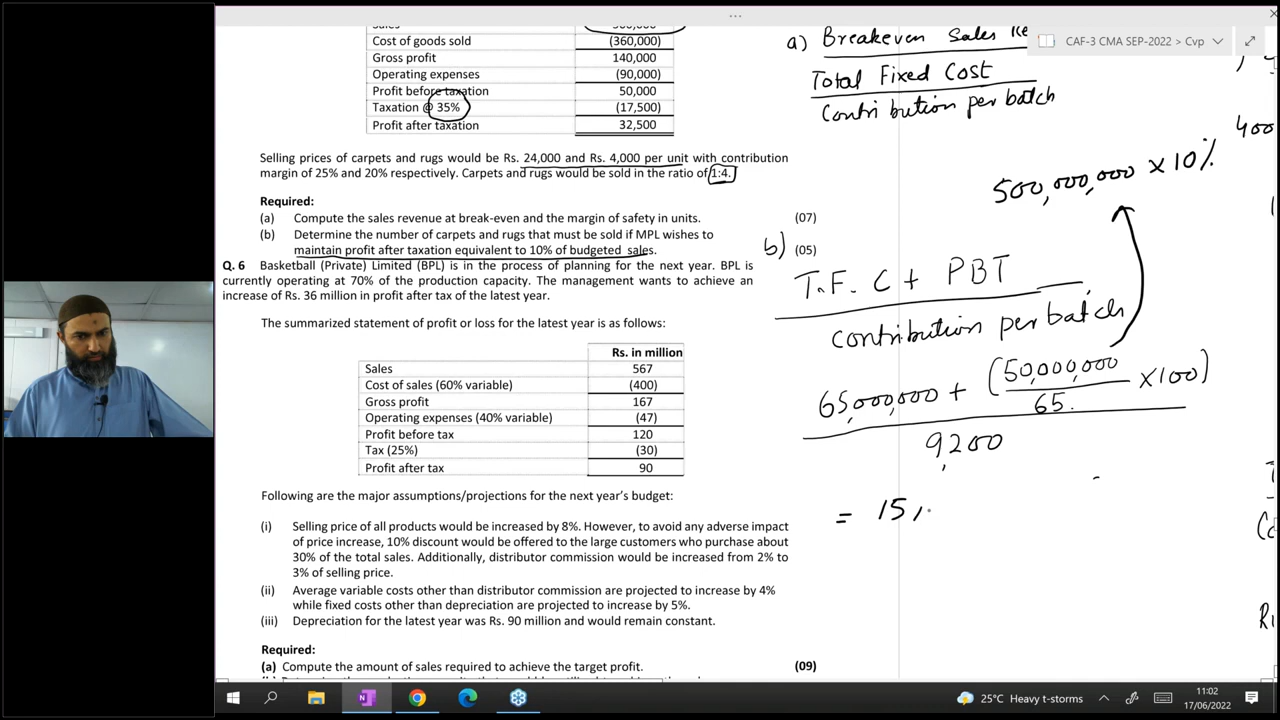 CAF-3 CMA SEP-2022 > Cvp
Cost of goods sold (360,000)
Gross profit 140,000
Operating expenses (90,000)
Profit before taxation 50,000
Taxation @ 35% (17,500)
Profit after taxation 32,500
Selling prices of carpets and rugs would be Rs. 24,000 and Rs. 4,000 per unit with contribution
margin of 25% and 20% respectively. Carpets and rugs would be sold in the ratio of 1:4.
Required:
(a) Compute the sales revenue at break-even and the margin of safety in units. (07)
(b) Determine the number of carpets and rugs that must be sold if MPL wishes to
maintain profit after taxation equivalent to 10% of budgeted sales. (05)
Q. 6 Basketball (Private) Limited (BPL) is in the process of planning for the next year. BPL is
currently operating at 70% of the production capacity. The management wants to achieve an
increase of Rs. 36 million in profit after tax of the latest year.
The summarized statement of profit or loss for the latest year is as follows:
Rs. in million
Sales 567
Cost of sales (60% variable) (400)
Gross profit 167
Operating expenses (40% variable) (47)
Profit before tax 120
Tax (25%) (30)
Profit after tax 90
Following are the major assumptions/projections for the next year's budget:
(i) Selling price of all products would be increased by 8%. However, to avoid any adverse impact
of price increase, 10% discount would be offered to the large customers who purchase about
30% of the total sales. Additionally, distributor commission would be increased from 2% to
3% of selling price.
(ii) Average variable costs other than distributor commission are projected to increase by 4%
while fixed costs other than depreciation are projected to increase by 5%.
(iii) Depreciation for the latest year was Rs. 90 million and would remain constant.
Required:
(a) Compute the amount of sales required to achieve the target profit. (09)
a) Breakeven Sales
Total Fixed Cost
Contribution per batch
400
500,000,000 × 10%
b)
T.F.C + PBT
contribution per batch
65,000,000 + (50,000,000 × 100)
65.
9,200
= 15,
25°C Heavy t-storms
11:02
17/06/2022